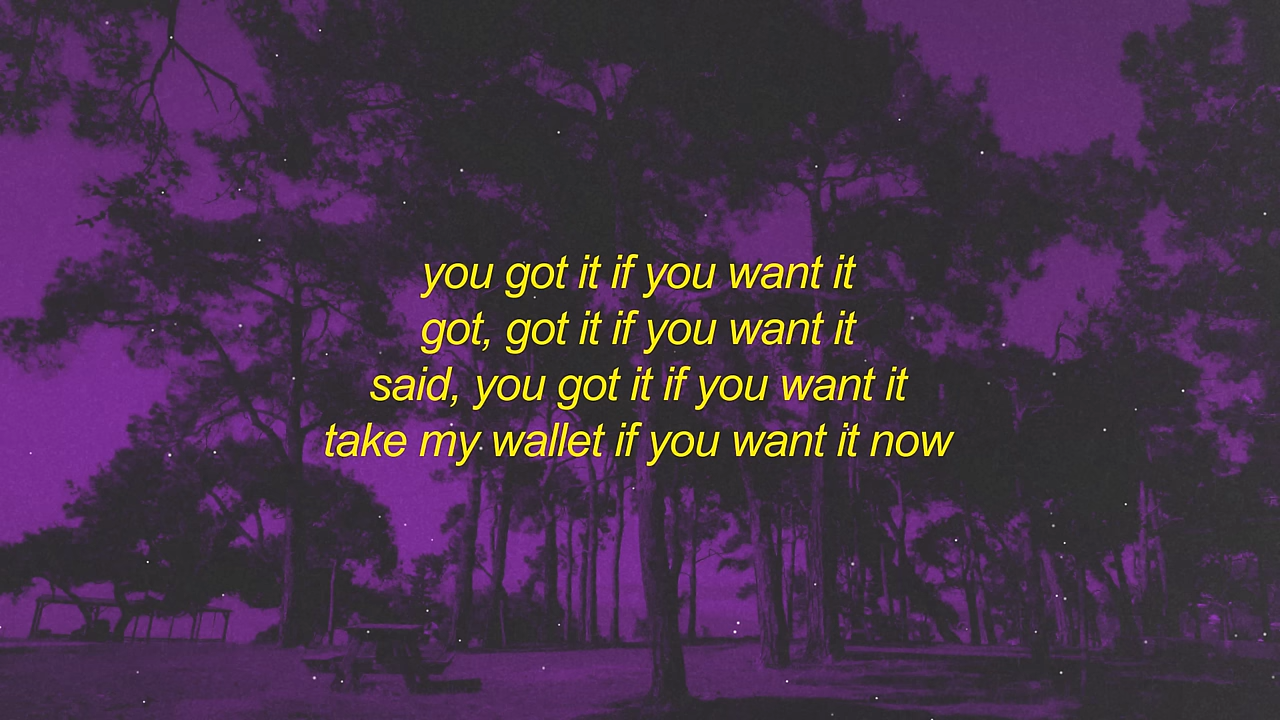 you got it if you want it
got, got it if you want it
said, you got it if you want it
take my wallet if you want it now